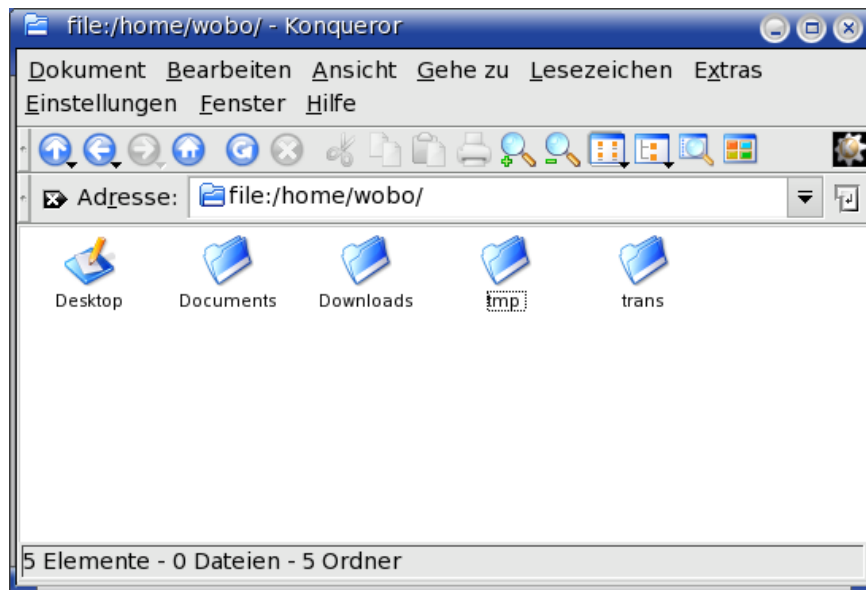 file:/home/wobo/ - Konqueror
Dokument Bearbeiten Ansicht Gehe zu Lesezeichen Extras
Einstellungen Fenster Hilfe
Adresse: file:/home/wobo/
Desktop Documents Downloads tmp trans
5 Elemente - 0 Dateien - 5 Ordner